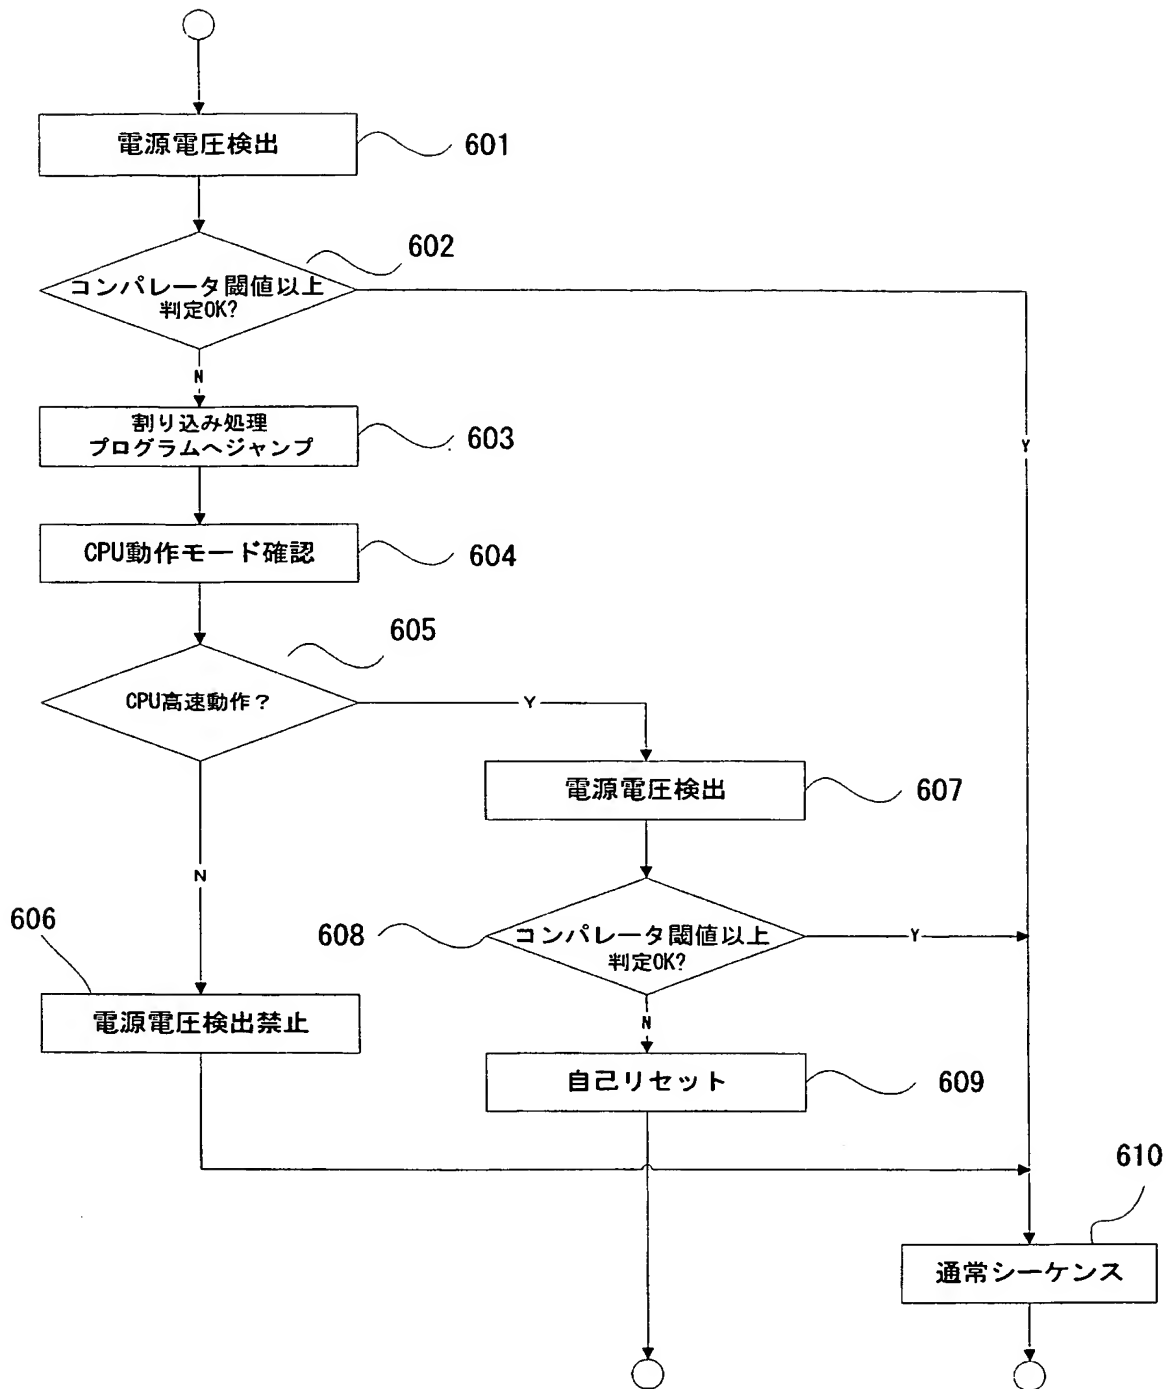 電源電圧検出
601
602
コンパレータ閾値以上
判定OK?
N
Y
割り込み処理
プログラムへジャンプ
603
CPU動作モード確認
604
605
CPU高速動作?
Y
電源電圧検出
607
N
606
608
コンパレータ閾値以上
判定OK?
Y
電源電圧検出禁止
N
自己リセット
609
610
通常シーケンス